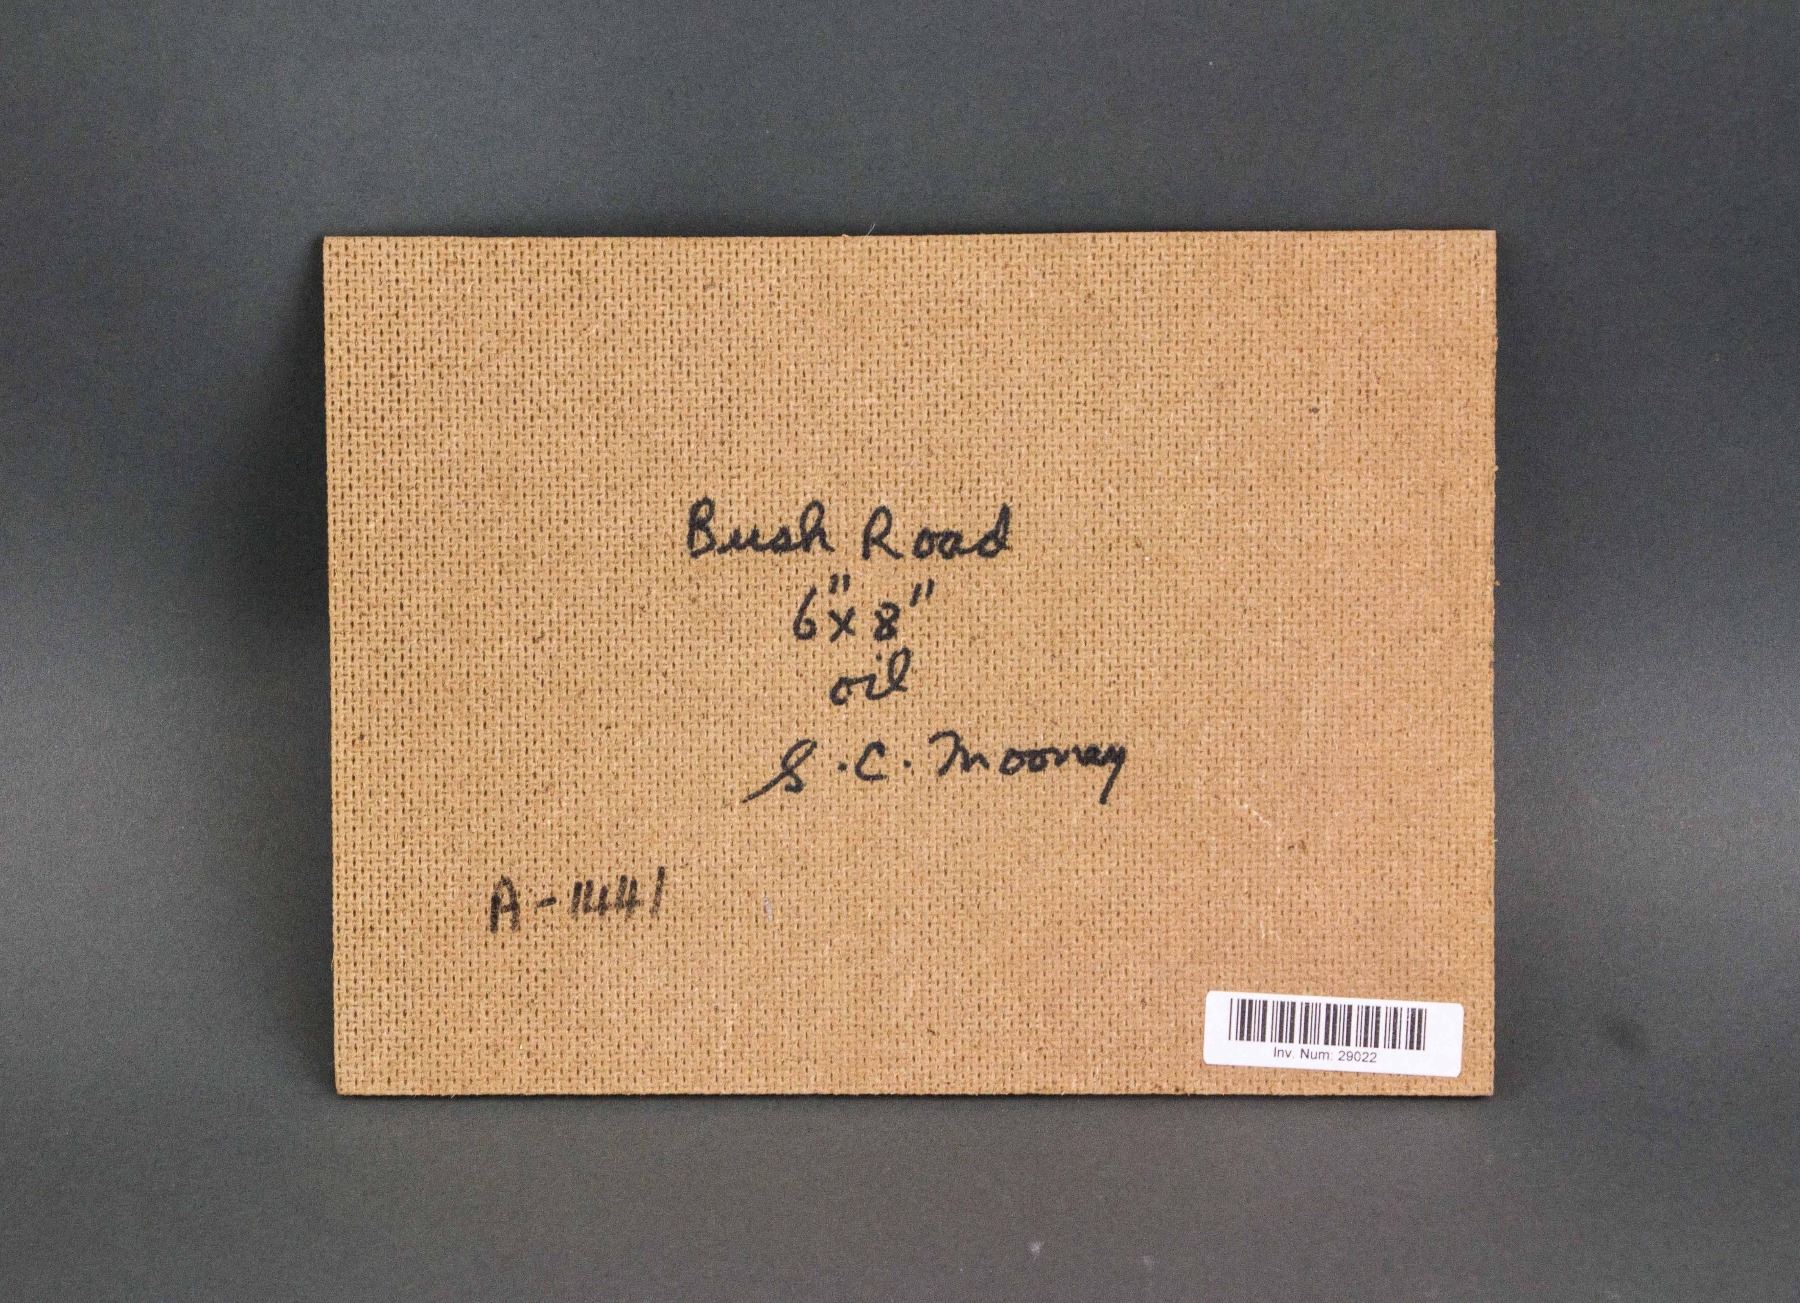 Bush Road
6" x 8"
oil
S. C. Mooney
A-1441
Inv. Num: 29022